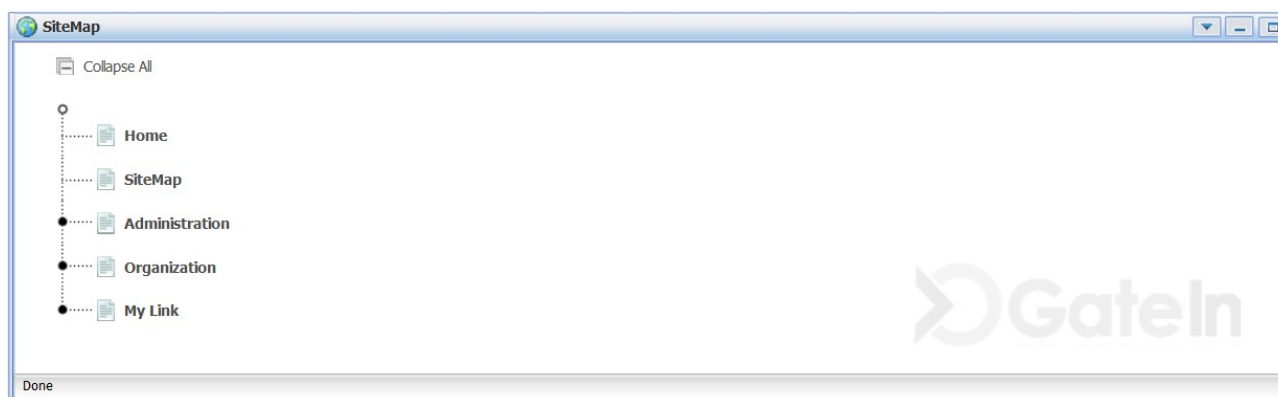 SiteMap
Collapse All
Home
SiteMap
Administration
Organization
My Link
GateIn
Done